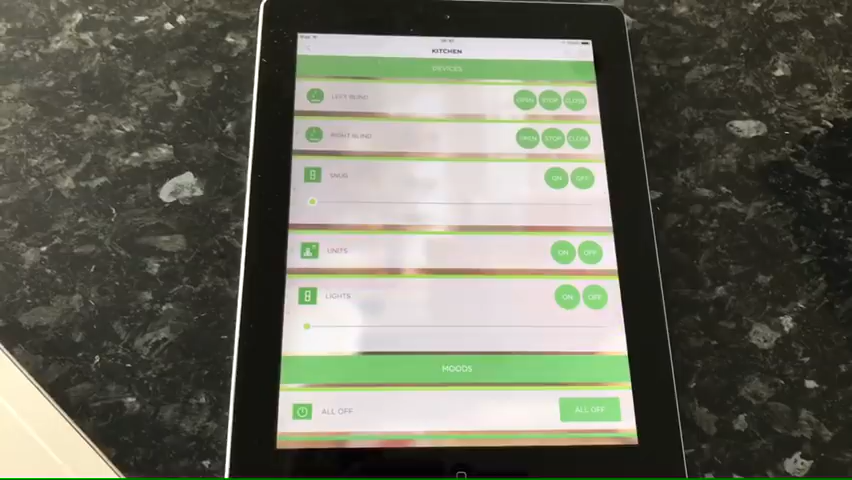 KITCHEN
DEVICES
LEFT BLIND OPEN STOP CLOSE
RIGHT BLIND OPEN STOP CLOSE
SNUG ON OFF
UNITS ON OFF
LIGHTS ON OFF
MOODS
ALL OFF ALL OFF